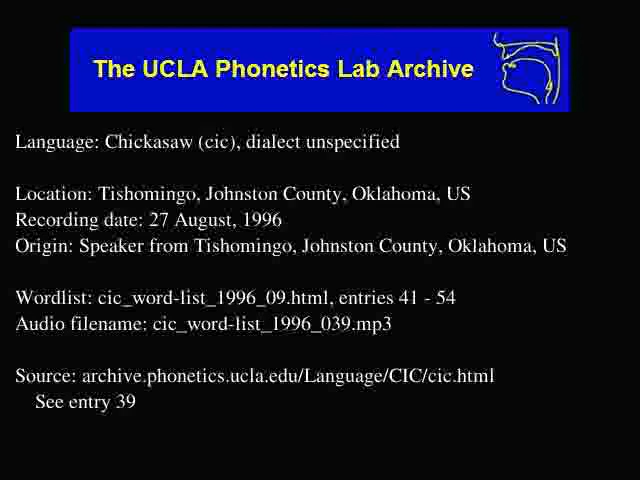 The UCLA Phonetics Lab Archive
Language: Chickasaw (cic), dialect unspecified
Location: Tishomingo, Johnston County, Oklahoma, US
Recording date: 27 August, 1996
Origin: Speaker from Tishomingo, Johnston County, Oklahoma, US
Wordlist: cic_word-list_1996_09.html, entries 41 - 54
Audio filename: cic_word-list_1996_039.mp3
Source: archive.phonetics.ucla.edu/Language/CIC/cic.html
See entry 39